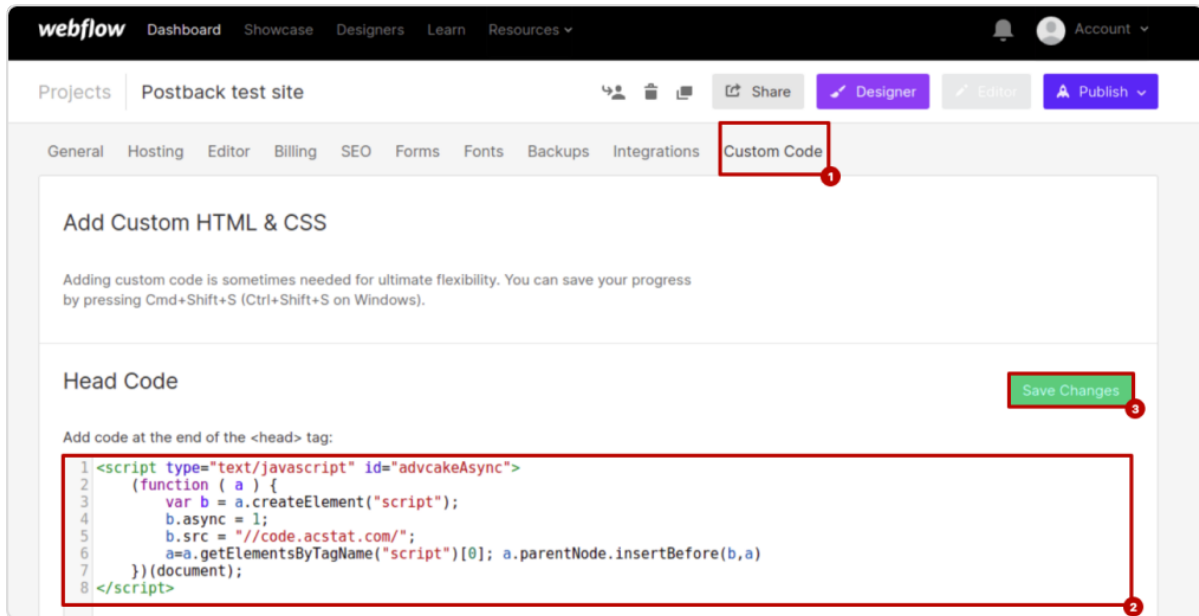 webflow Dashboard Showcase Designers Learn Resources Account
Projects Postback test site Share Designer Editor Publish
General Hosting Editor Billing SEO Forms Fonts Backups Integrations Custom Code
1
Add Custom HTML & CSS
Adding custom code is sometimes needed for ultimate flexibility. You can save your progress
by pressing Cmd+Shift+S (Ctrl+Shift+S on Windows).
Head Code
Save Changes
3
Add code at the end of the <head> tag:
1 <script type="text/javascript" id="advcakeAsync">
2 (function ( a ) {
3 var b = a.createElement("script");
4 b.async = 1;
5 b.src = "//code.acstat.com/";
6 a=a.getElementsByTagName("script")[0]; a.parentNode.insertBefore(b,a)
7 })(document);
8 </script>
2